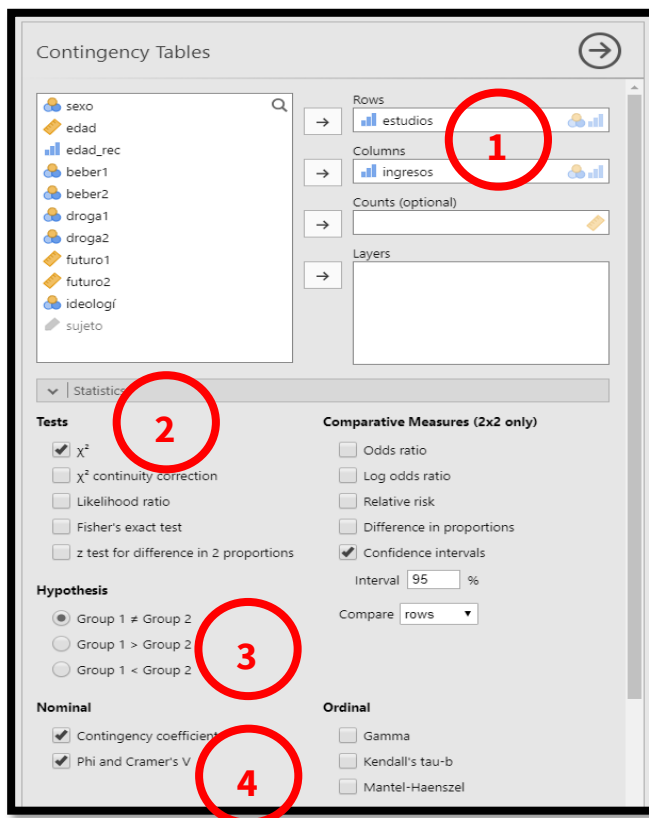 Contingency Tables
sexo
edad
edad_rec
beber1
beber2
droga1
droga2
futuro1
futuro2
ideologí
sujeto
Rows
estudios
1
Columns
ingresos
Counts (optional)
Layers
Statistics
2
Tests
χ²
χ² continuity correction
Likelihood ratio
Fisher's exact test
z test for difference in 2 proportions
Comparative Measures (2x2 only)
Odds ratio
Log odds ratio
Relative risk
Difference in proportions
Confidence intervals
Interval 95 %
Compare rows
Hypothesis
Group 1 ≠ Group 2
Group 1 > Group 2
Group 1 < Group 2
3
Nominal
Contingency coefficient
Phi and Cramer's V
4
Ordinal
Gamma
Kendall's tau-b
Mantel-Haenszel